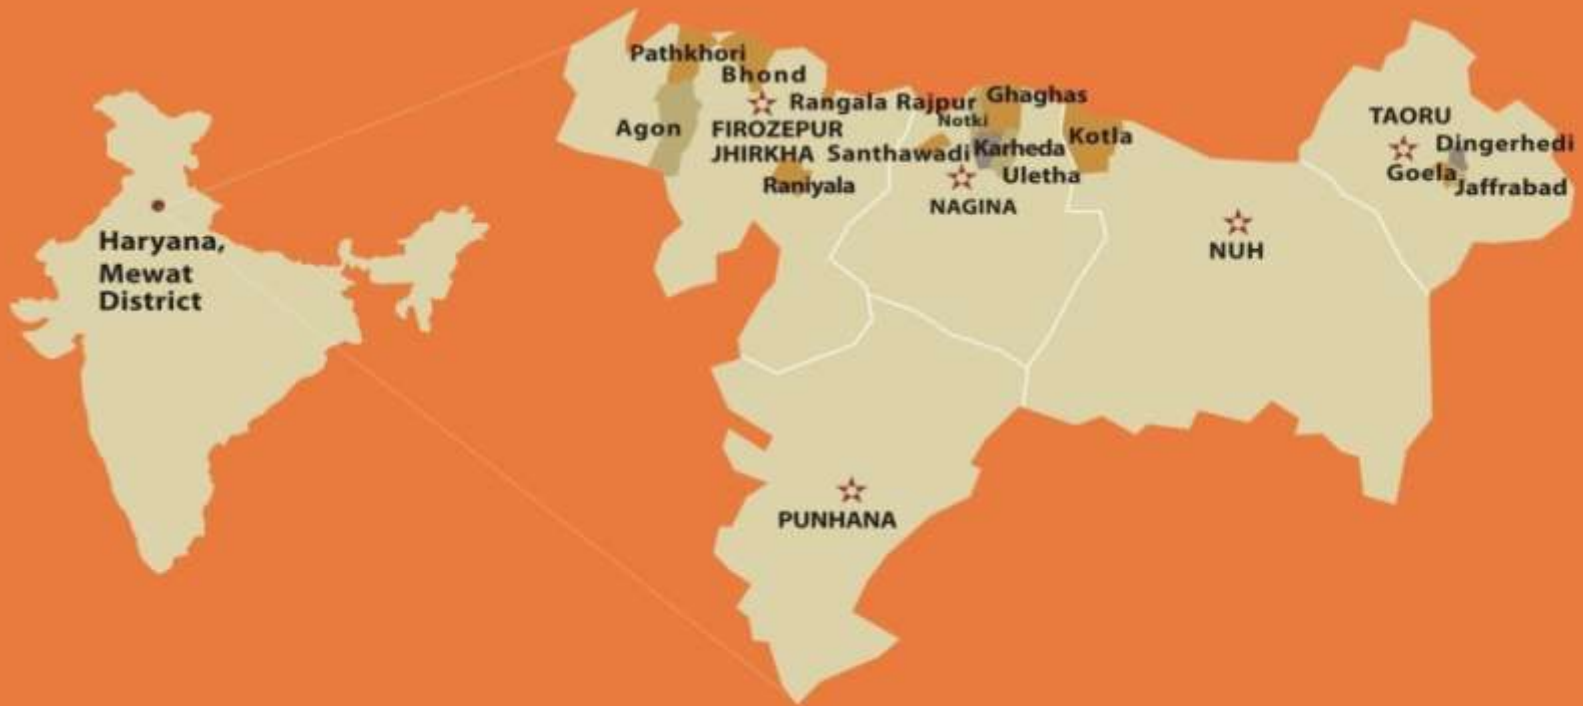 Haryana,
Mewat
District
Pathkhori
Bhond
Agon
FIROZEPUR
JHIRKHA
Raniyala
Rangala Rajpur
Notki
Ghaghas
Santhawadi
Karheda
Uletha
Kotla
NAGINA
NUH
TAORU
Dingerhedi
Goela
Jaffrabad
PUNHANA